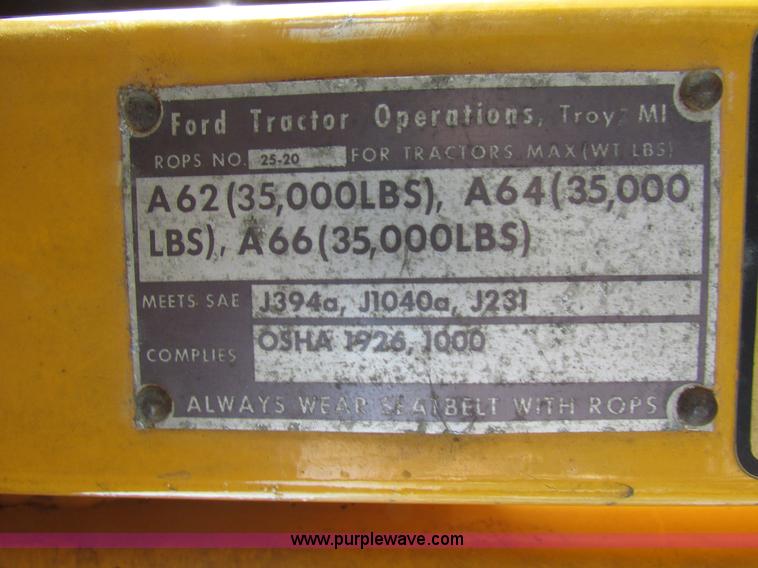 Ford Tractor Operations, Troy, MI
ROPS NO. 25-20 FOR TRACTORS MAX (WT LBS)
A62 (35,000LBS), A64 (35,000
LBS), A66 (35,000LBS)
MEETS SAE J394a, J1040a, J231
COMPLIES OSHA 1926, 1000
ALWAYS WEAR SEATBELT WITH ROPS
www.purplewave.com